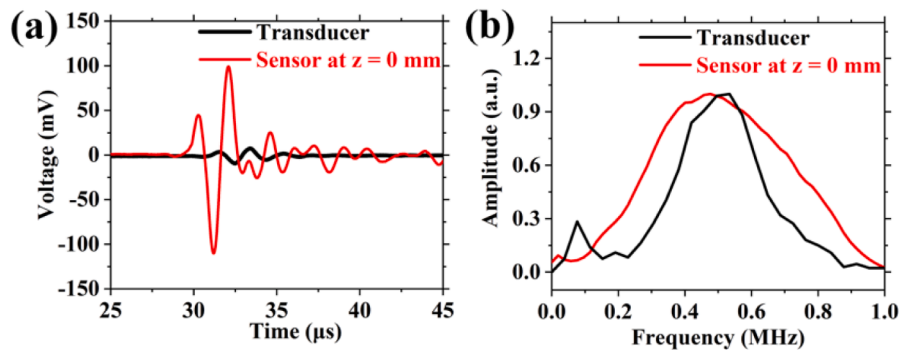 (a)
Transducer
Sensor at z = 0 mm
Voltage (mV)
150
100
50
0
-50
-100
-150
25 30 35 40 45
Time (μs)
(b)
Transducer
Sensor at z = 0 mm
Amplitude (a.u.)
1.2
0.9
0.6
0.3
0.0
0.0 0.2 0.4 0.6 0.8 1.0
Frequency (MHz)